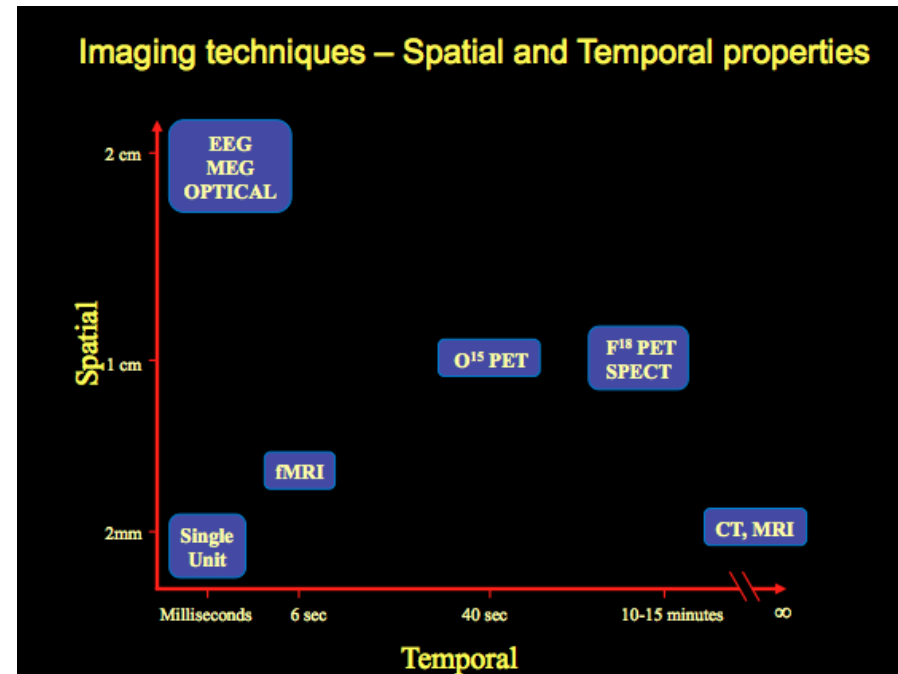 Imaging techniques – Spatial and Temporal properties
2 cm
EEG
MEG
OPTICAL
Spatial
1 cm
O¹⁵ PET
F¹⁸ PET
SPECT
fMRI
2mm
Single
Unit
CT, MRI
Milliseconds
6 sec
40 sec
10-15 minutes
∞
Temporal